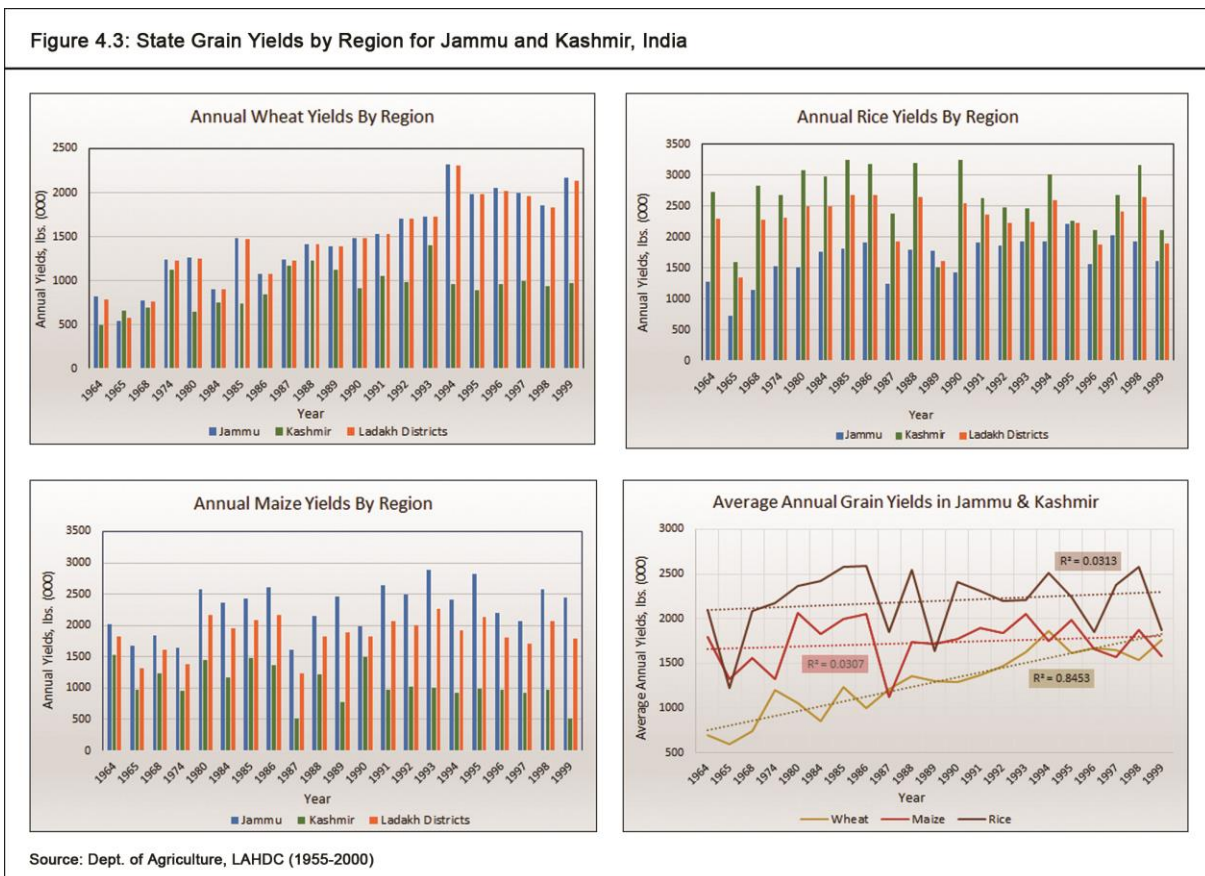 Figure 4.3: State Grain Yields by Region for Jammu and Kashmir, India
Annual Wheat Yields By Region
Annual Yields, lbs. (000)
2500
2000
1500
1000
500
0
1964 1965 1968 1974 1980 1984 1985 1986 1987 1988 1989 1990 1991 1992 1993 1994 1995 1996 1997 1998 1999
Year
Jammu Kashmir Ladakh Districts
Annual Rice Yields By Region
Annual Yields, lbs. (000)
3500
3000
2500
2000
1500
1000
500
0
1964 1965 1968 1974 1980 1984 1985 1986 1987 1988 1989 1990 1991 1992 1993 1994 1995 1996 1997 1998 1999
Year
Jammu Kashmir Ladakh Districts
Annual Maize Yields By Region
Annual Yields, lbs. (000)
3500
3000
2500
2000
1500
1000
500
0
1964 1965 1968 1974 1980 1984 1985 1986 1987 1988 1989 1990 1991 1992 1993 1994 1995 1996 1997 1998 1999
Year
Jammu Kashmir Ladakh Districts
Average Annual Grain Yields in Jammu & Kashmir
Average Annual Yields, lbs. (000)
3000
2500
2000
1500
1000
500
R² = 0.0313
R² = 0.0307
R² = 0.8453
1964 1965 1968 1974 1980 1984 1985 1986 1987 1988 1989 1990 1991 1992 1993 1994 1995 1996 1997 1998 1999
Year
Wheat Maize Rice
Source: Dept. of Agriculture, LAHDC (1955-2000)